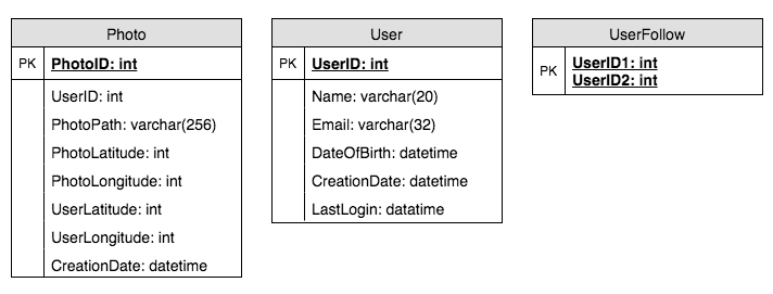 Photo
PK PhotoID: int
UserID: int
PhotoPath: varchar(256)
PhotoLatitude: int
PhotoLongitude: int
UserLatitude: int
UserLongitude: int
CreationDate: datetime
User
PK UserID: int
Name: varchar(20)
Email: varchar(32)
DateOfBirth: datetime
CreationDate: datetime
LastLogin: datatime
UserFollow
PK UserID1: int
UserID2: int